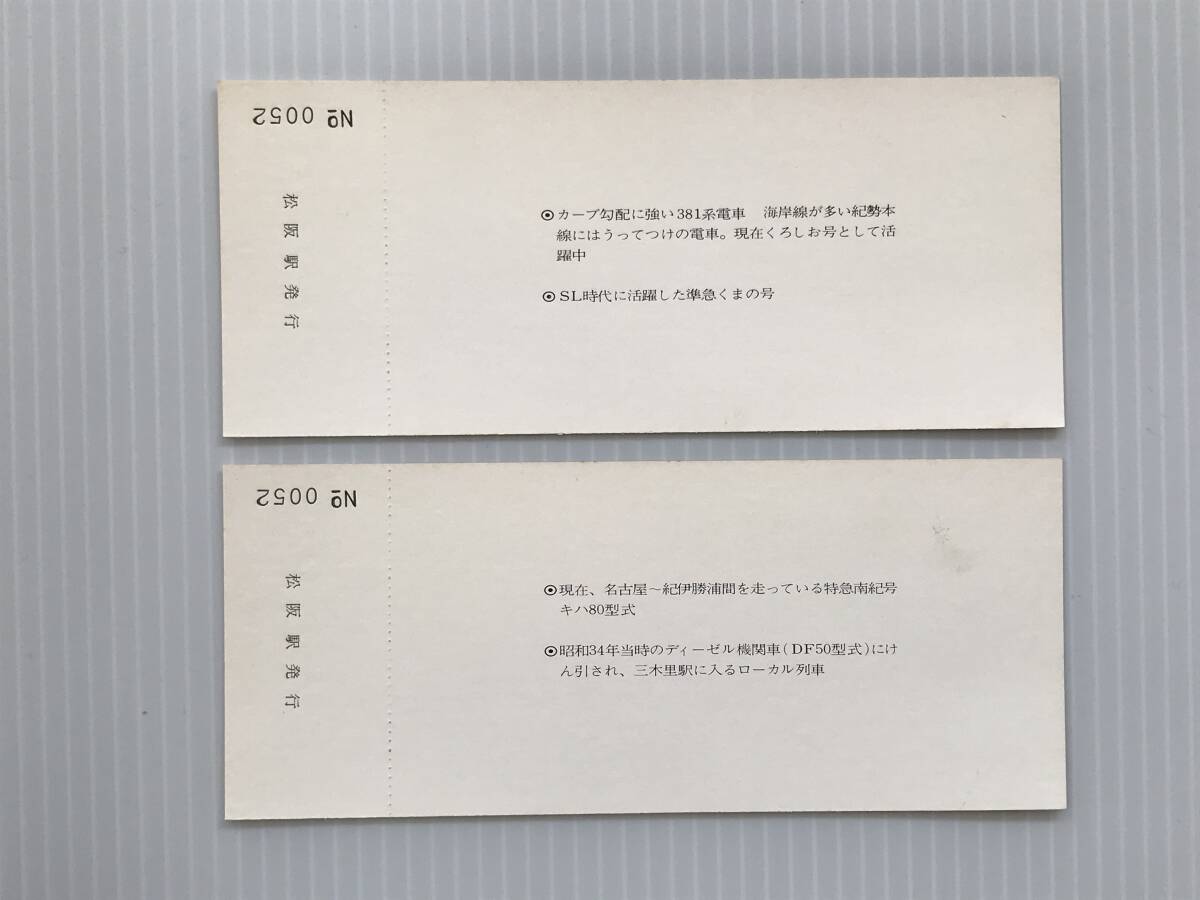 № 0052
松阪駅発行
◉ カーブ勾配に強い381系電車　海岸線が多い紀勢本
線にはうってつけの電車。現在くろしお号として活
躍中
◉ SL時代に活躍した準急くまの号
№ 0052
松阪駅発行
◉ 現在、名古屋〜紀伊勝浦間を走っている特急南紀号
キハ80型式
◉ 昭和34年当時のディーゼル機関車(DF50型式)にけ
ん引され、三木里駅に入るローカル列車